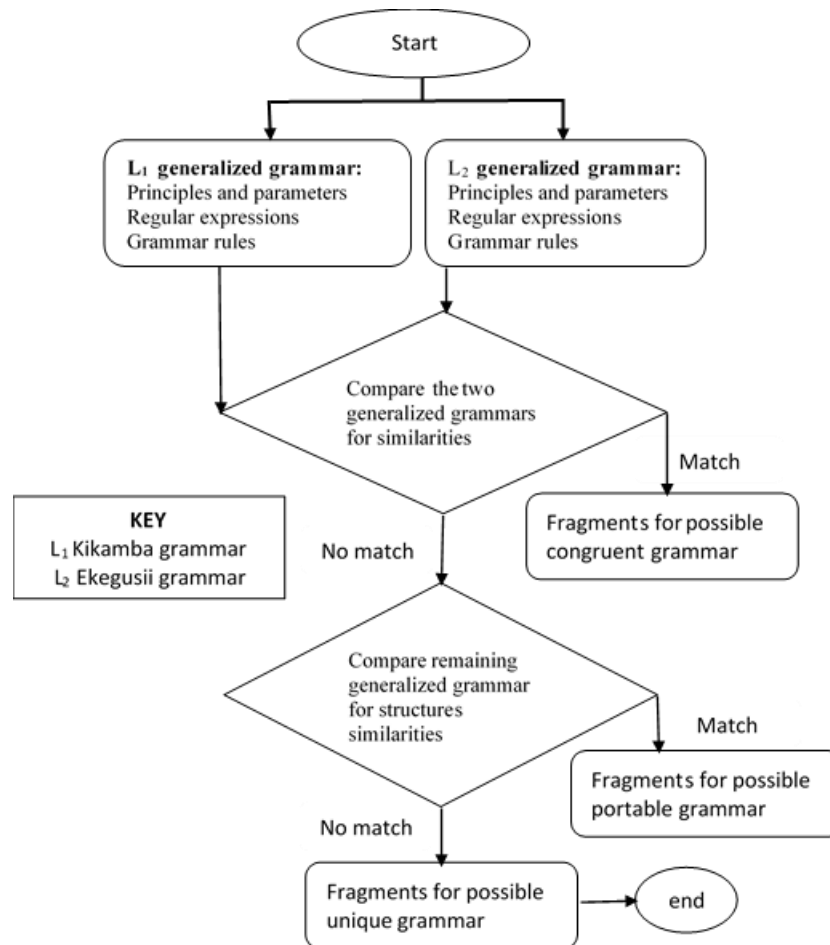 Start
L₁ generalized grammar:
Principles and parameters
Regular expressions
Grammar rules
L₂ generalized grammar:
Principles and parameters
Regular expressions
Grammar rules
Compare the two
generalized grammars
for similarities
Match
Fragments for possible
congruent grammar
KEY
L₁ Kikamba grammar
L₂ Ekegusii grammar
No match
Compare remaining
generalized grammar
for structures
similarities
Match
Fragments for possible
portable grammar
No match
Fragments for possible
unique grammar
end